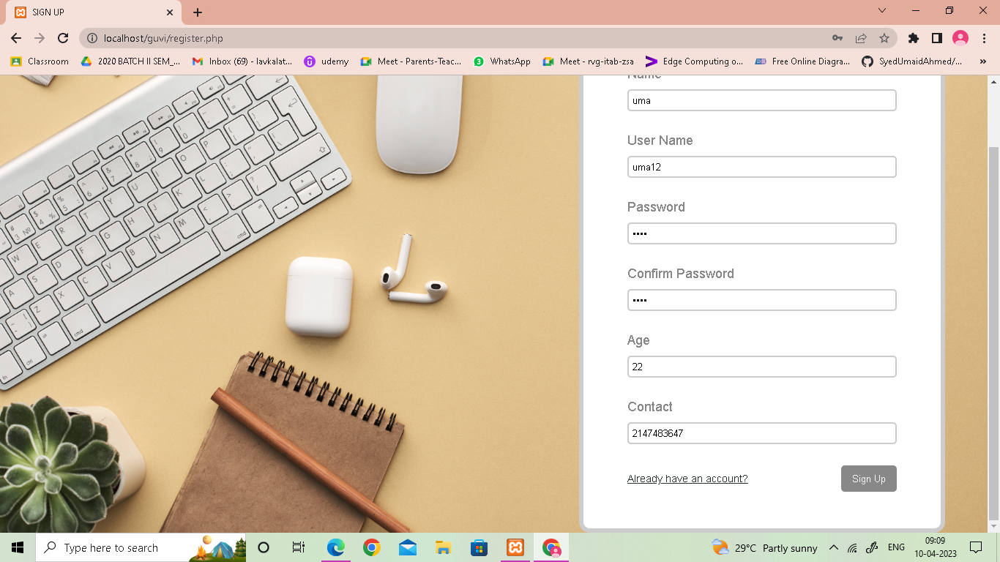 SIGN UP
localhost/guvi/register.php
Classroom
2020 BATCH II SEM_...
Inbox (69) - lavkalat...
udemy
Meet - Parents-Teac...
3
WhatsApp
Meet - rvg-itab-zsa
Edge Computing o...
Free Online Diagra...
SyedUmaidAhmed/...
»
Name
uma
User Name
uma12
Password
••••
Confirm Password
••••
Age
22
Contact
2147483647
Already have an account?
Sign Up
Type here to search
29°C Partly sunny
ENG
09:09
10-04-2023